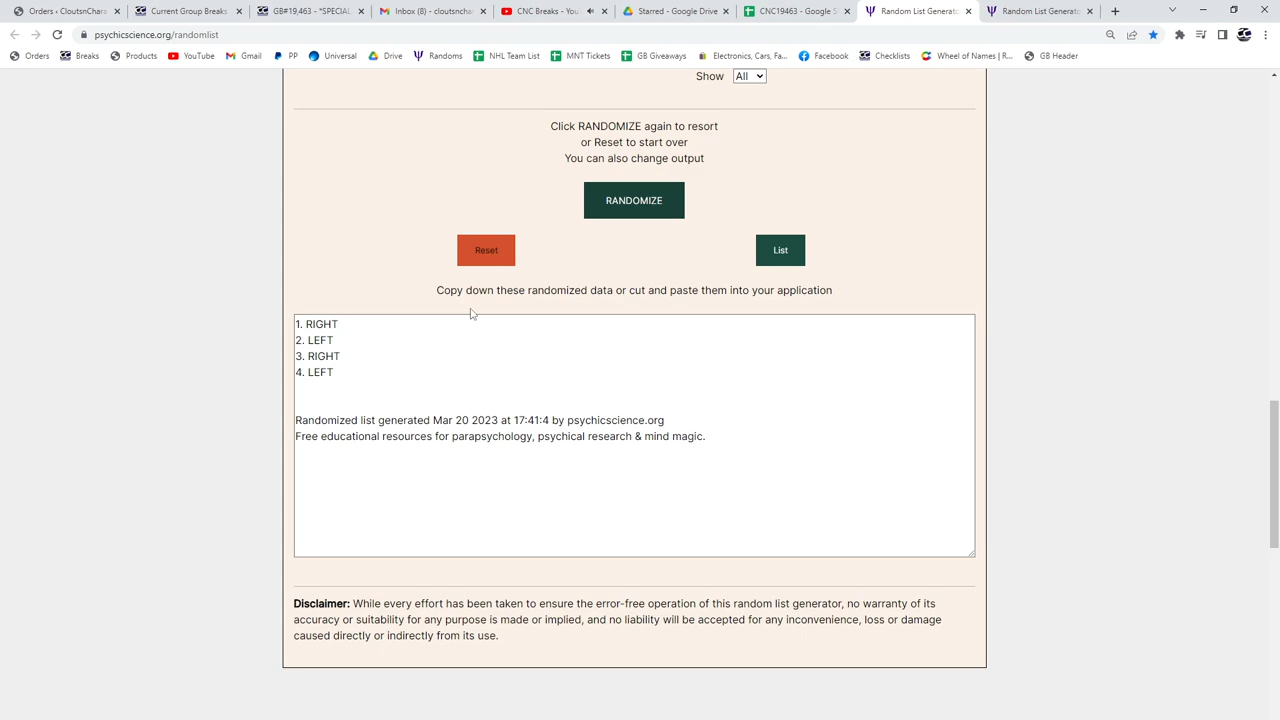 Orders ‹ CloutsnChara
Current Group Breaks
GB#19,463 - *SPECIAL
Inbox (6) - cloutsnchar
CNC Breaks - You
Starred - Google Drive
CNC19463 - Google S
Random List Generato
Random List Generato
psychicscience.org/randomlist
Orders
Breaks
Products
YouTube
Gmail
PP
Universal
Drive
Randoms
NHL Team List
MNT Tickets
GB Giveaways
Electronics, Cars, Fa...
Facebook
Checklists
Wheel of Names | R...
GB Header
Show All
Click RANDOMIZE again to resort
or Reset to start over
You can also change output
RANDOMIZE
Reset
List
Copy down these randomized data or cut and paste them into your application
1. RIGHT
2. LEFT
3. RIGHT
4. LEFT
Randomized list generated Mar 20 2023 at 17:41:4 by psychicscience.org
Free educational resources for parapsychology, psychical research & mind magic.
Disclaimer: While every effort has been taken to ensure the error-free operation of this random list generator, no warranty of its
accuracy or suitability for any purpose is made or implied, and no liability will be accepted for any inconvenience, loss or damage
caused directly or indirectly from its use.